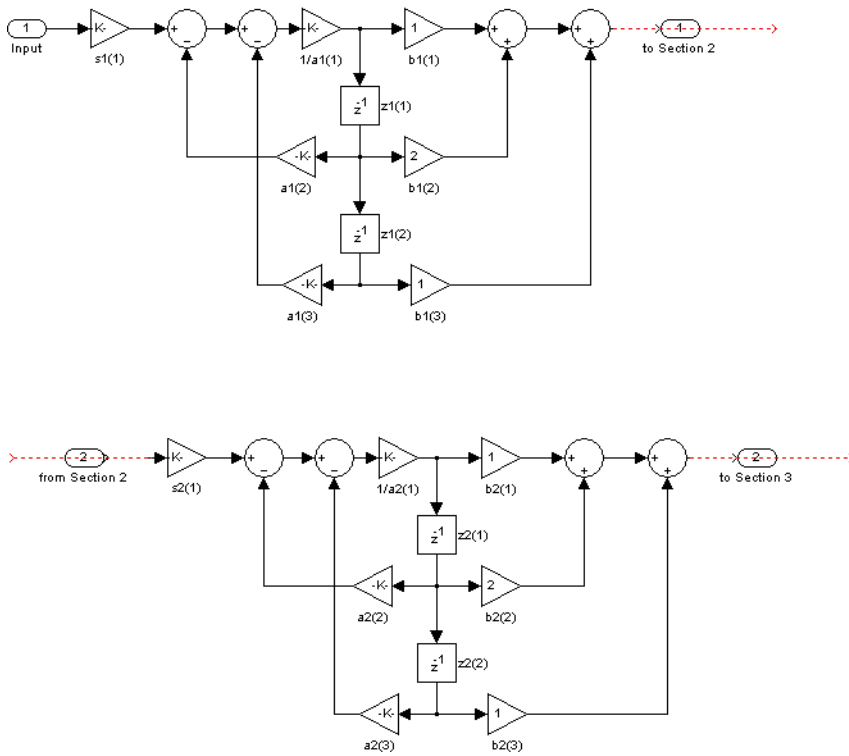 1
Input
K-
s1(1)
+
−
+
−
K-
1/a1(1)
1
b1(1)
+
+
+
+
1
to Section 2
z-1
z1(1)
-K-
a1(2)
2
b1(2)
z-1
z1(2)
-K-
a1(3)
1
b1(3)
2
from Section 2
K-
s2(1)
+
−
+
−
K-
1/a2(1)
1
b2(1)
+
+
+
+
2
to Section 3
z-1
z2(1)
-K-
a2(2)
2
b2(2)
z-1
z2(2)
-K-
a2(3)
1
b2(3)